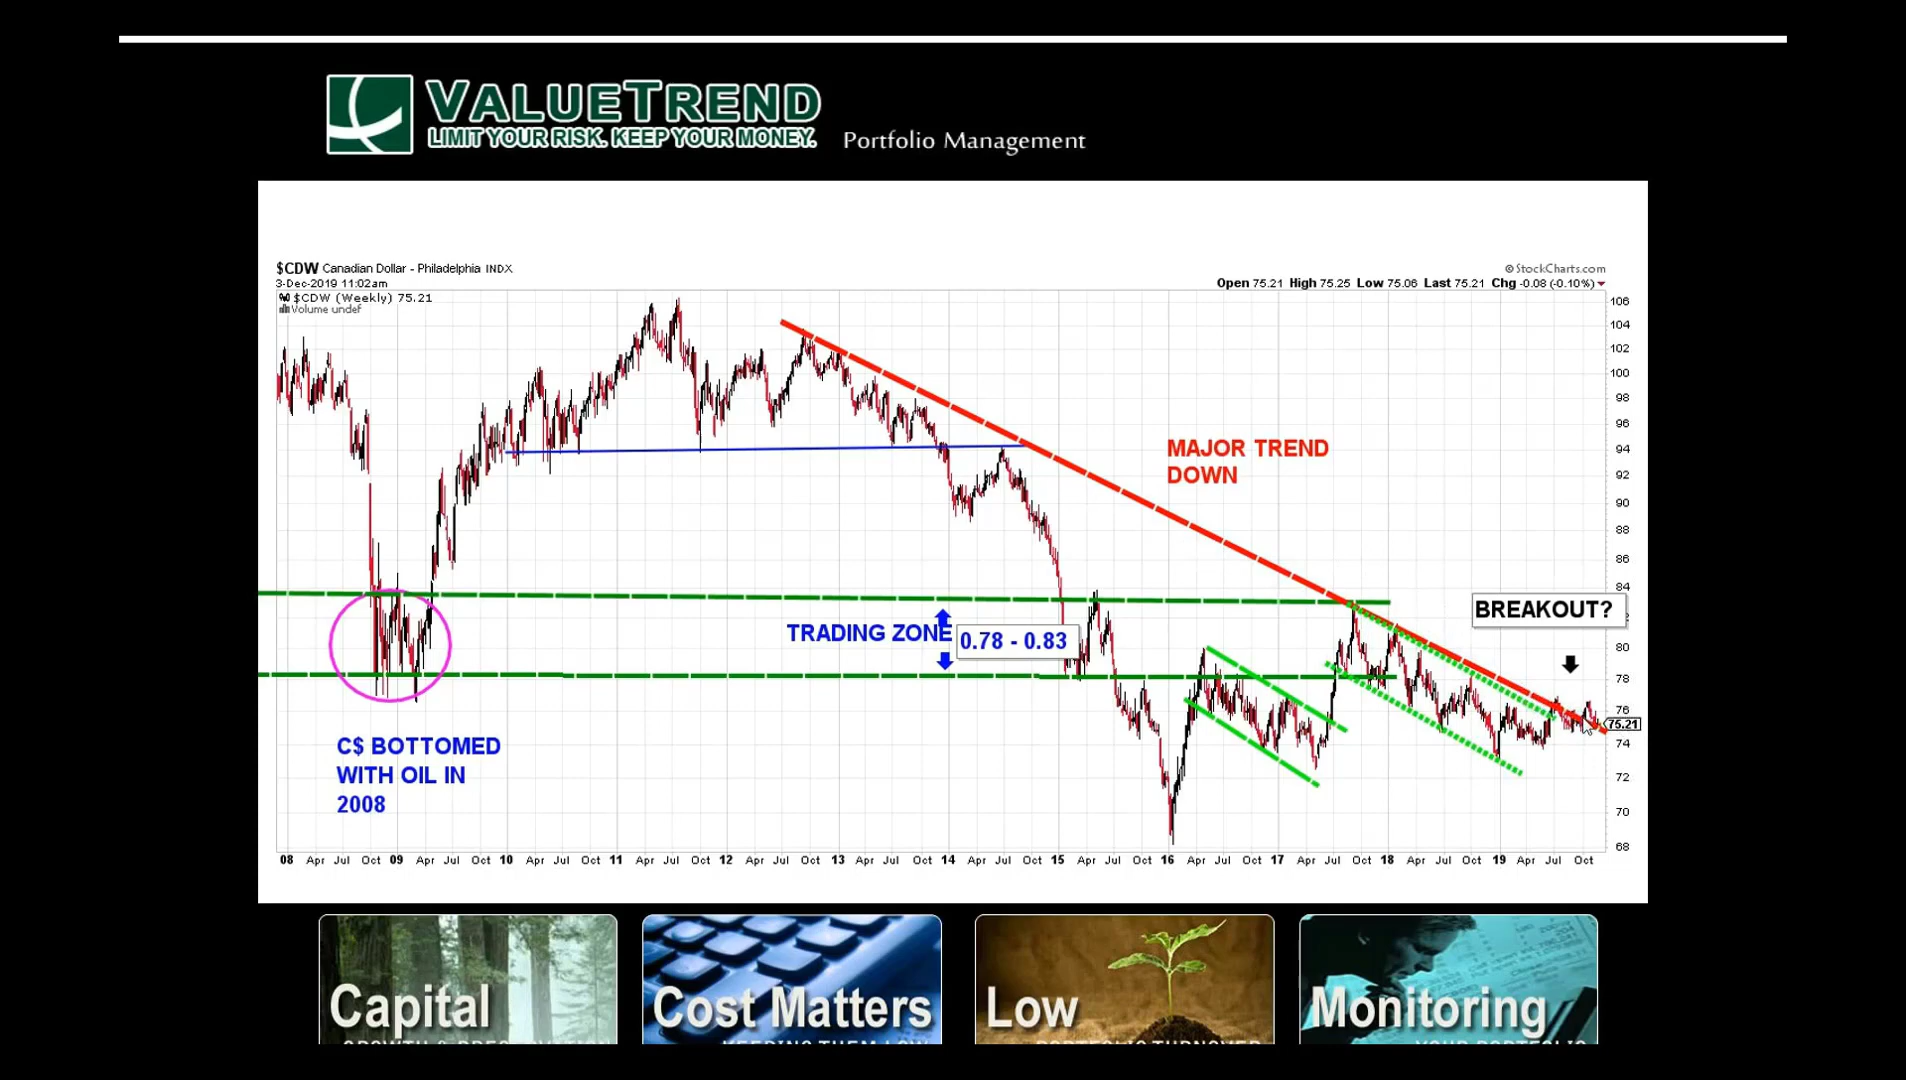 VALUETREND
LIMIT YOUR RISK. KEEP YOUR MONEY.
Portfolio Management
$CDW Canadian Dollar - Philadelphia INDX
© StockCharts.com
3-Dec-2019 11:02am
Open 75.21 High 75.25 Low 75.06 Last 75.21 Chg -0.08 (-0.10%)
$CDW (Weekly) 75.21
Volume undef
106
104
102
100
98
96
94
92
90
88
86
84
80
78
76
74
72
70
68
MAJOR TREND
DOWN
BREAKOUT?
TRADING ZONE
0.78 - 0.83
75.21
C$ BOTTOMED
WITH OIL IN
2008
08 Apr Jul Oct 09 Apr Jul Oct 10 Apr Jul Oct 11 Apr Jul Oct 12 Apr Jul Oct 13 Apr Jul Oct 14 Apr Jul Oct 15 Apr Jul Oct 16 Apr Jul Oct 17 Apr Jul Oct 18 Apr Jul Oct 19 Apr Jul Oct
Capital
Cost Matters
Low
Monitoring